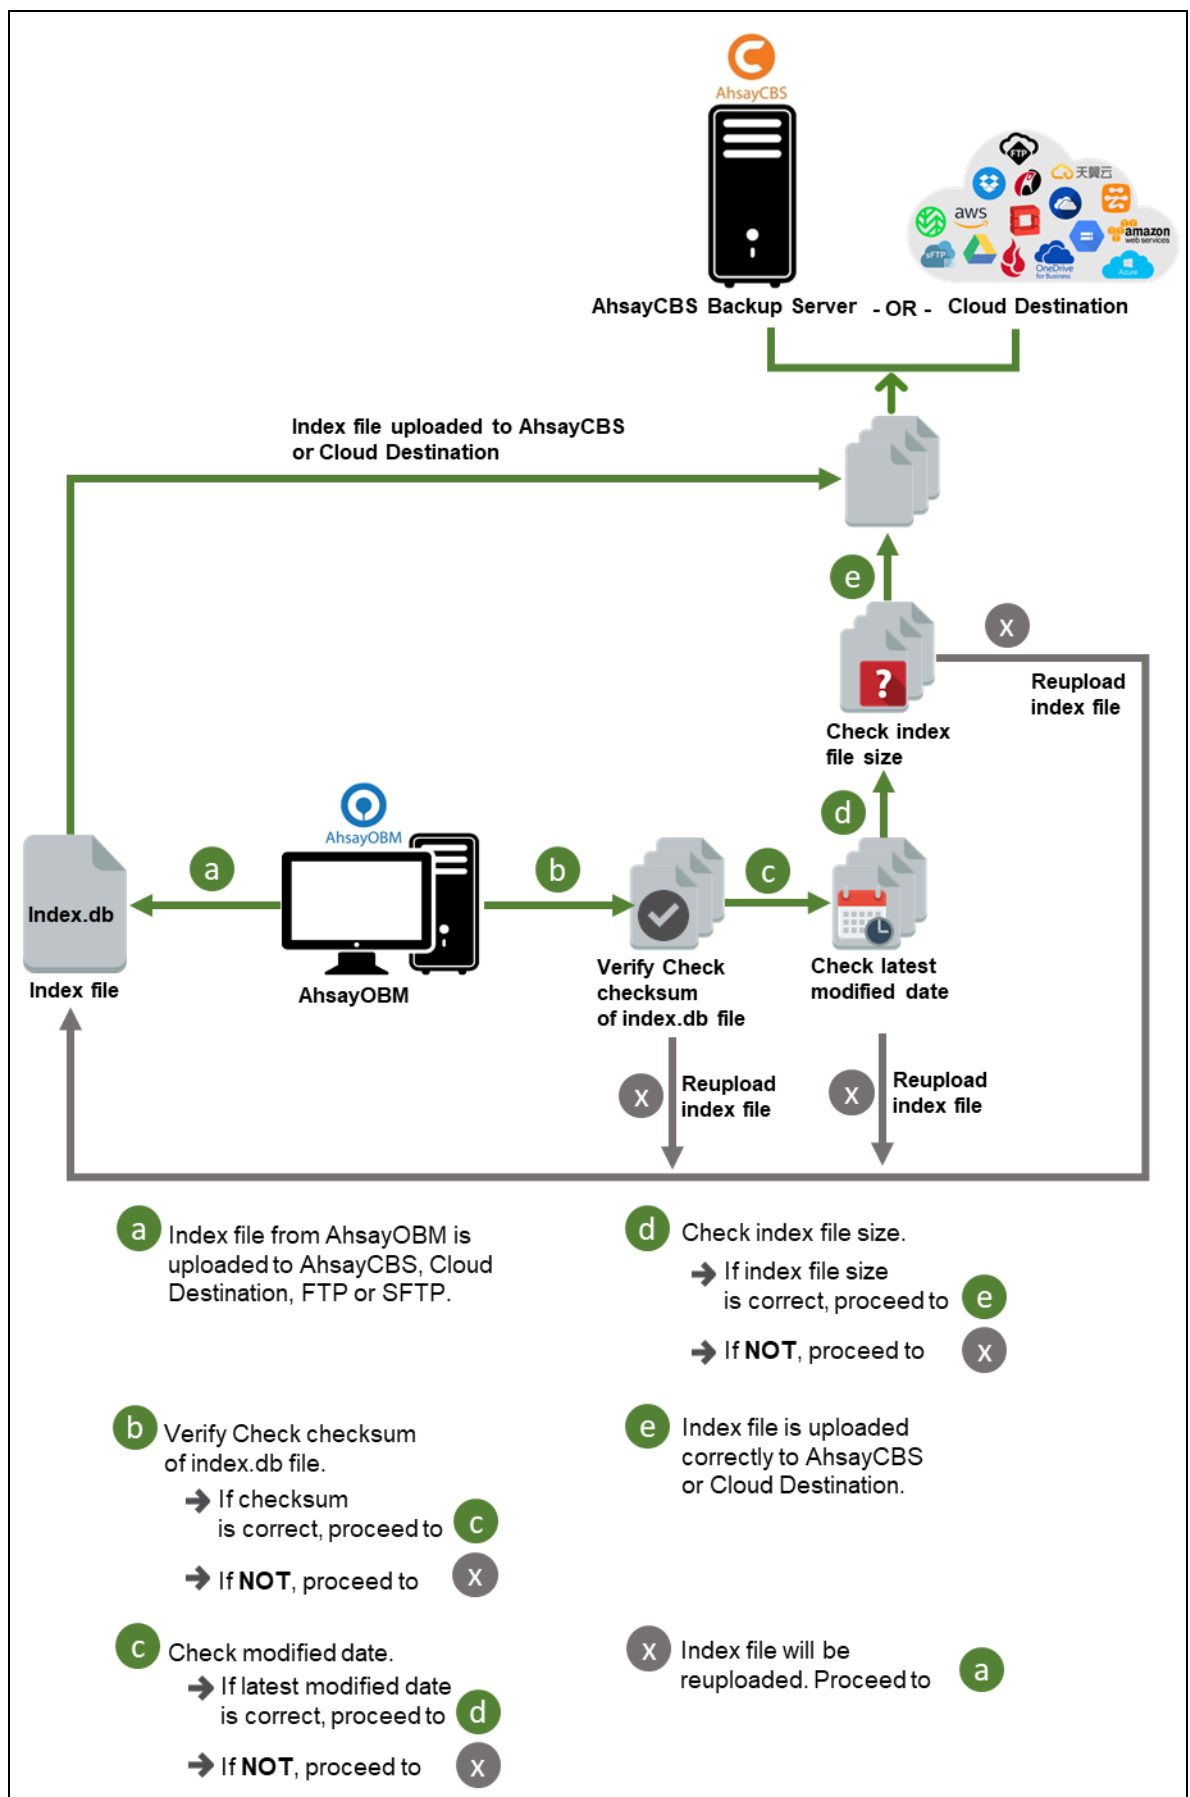 AhsayCBS
FTP
天翼云
aws
amazon
web services
sFTP
OneDrive
for Business
Azure
AhsayCBS Backup Server - OR - Cloud Destination
Index file uploaded to AhsayCBS
or Cloud Destination
e
x
?
Reupload
index file
Check index
file size
d
AhsayOBM
a
b
c
Index.db
Index file
AhsayOBM
Verify Check
checksum
of index.db file
Check latest
modified date
x
Reupload
index file
x
Reupload
index file
a
Index file from AhsayOBM is
uploaded to AhsayCBS, Cloud
Destination, FTP or SFTP.
b
Verify Check checksum
of index.db file.
If checksum
is correct, proceed to c
If NOT, proceed to x
c
Check modified date.
If latest modified date
is correct, proceed to d
If NOT, proceed to x
d
Check index file size.
If index file size
is correct, proceed to e
If NOT, proceed to x
e
Index file is uploaded
correctly to AhsayCBS
or Cloud Destination.
x
Index file will be
reuploaded. Proceed to a